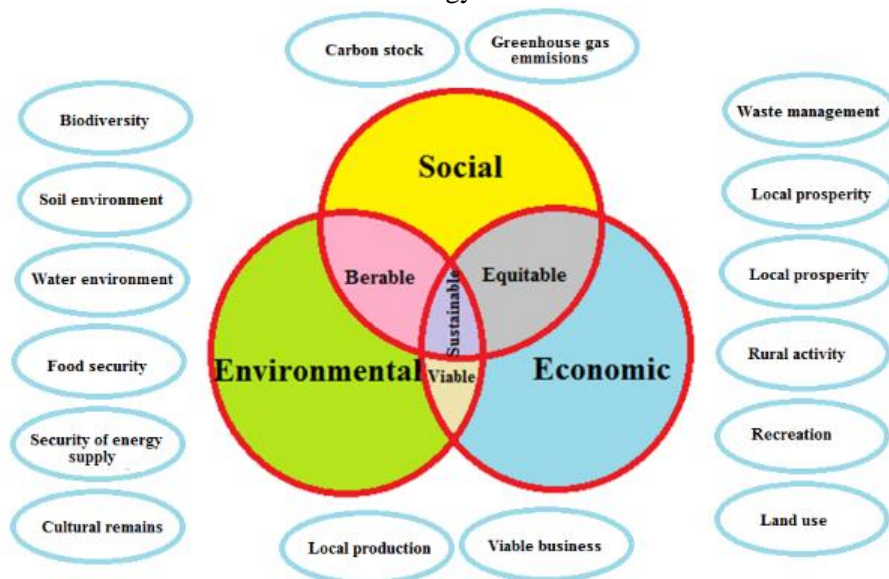 Carbon stock
Greenhouse gas
emmisions
Biodiversity
Soil environment
Water environment
Food security
Security of energy
supply
Cultural remains
Social
Berable
Equitable
Sustainable
Environmental
Viable
Economic
Waste management
Local prosperity
Local prosperity
Rural activity
Recreation
Land use
Local production
Viable business